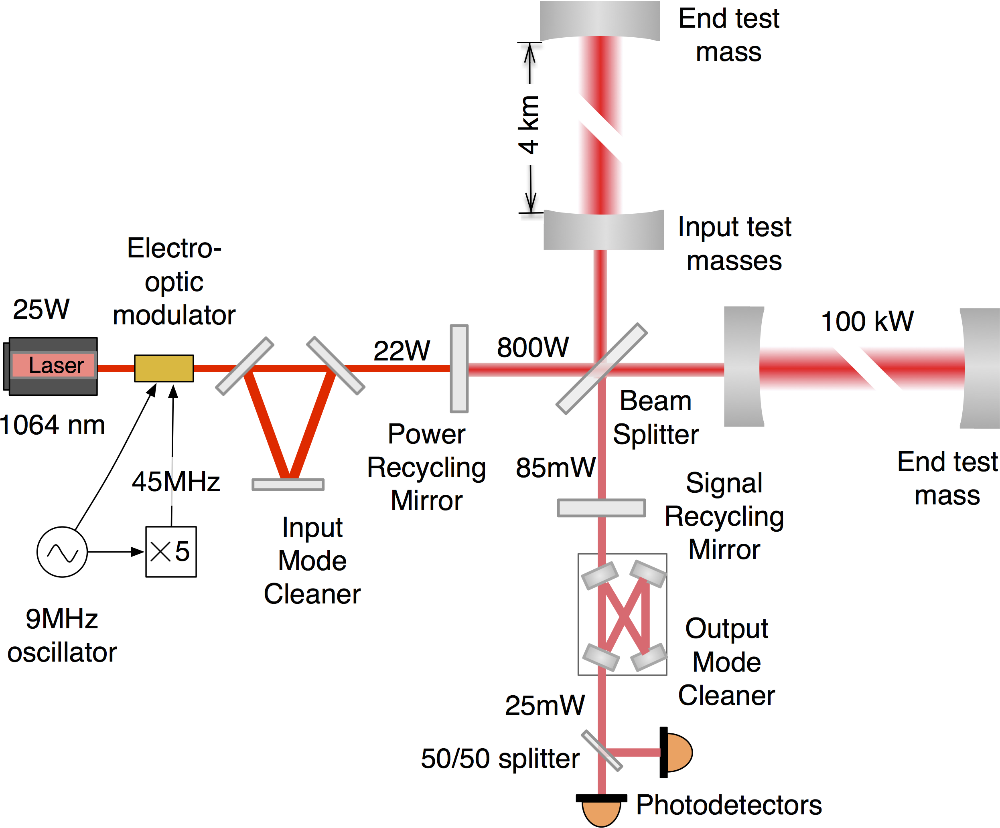 End test
mass
4 km
Input test
masses
Electro-
optic
modulator
25W
Laser
1064 nm
22W
800W
100 kW
Beam
Splitter
Power
Recycling
Mirror
End test
mass
45MHz
×5
9MHz
oscillator
Input
Mode
Cleaner
85mW
Signal
Recycling
Mirror
Output
Mode
Cleaner
25mW
50/50 splitter
Photodetectors